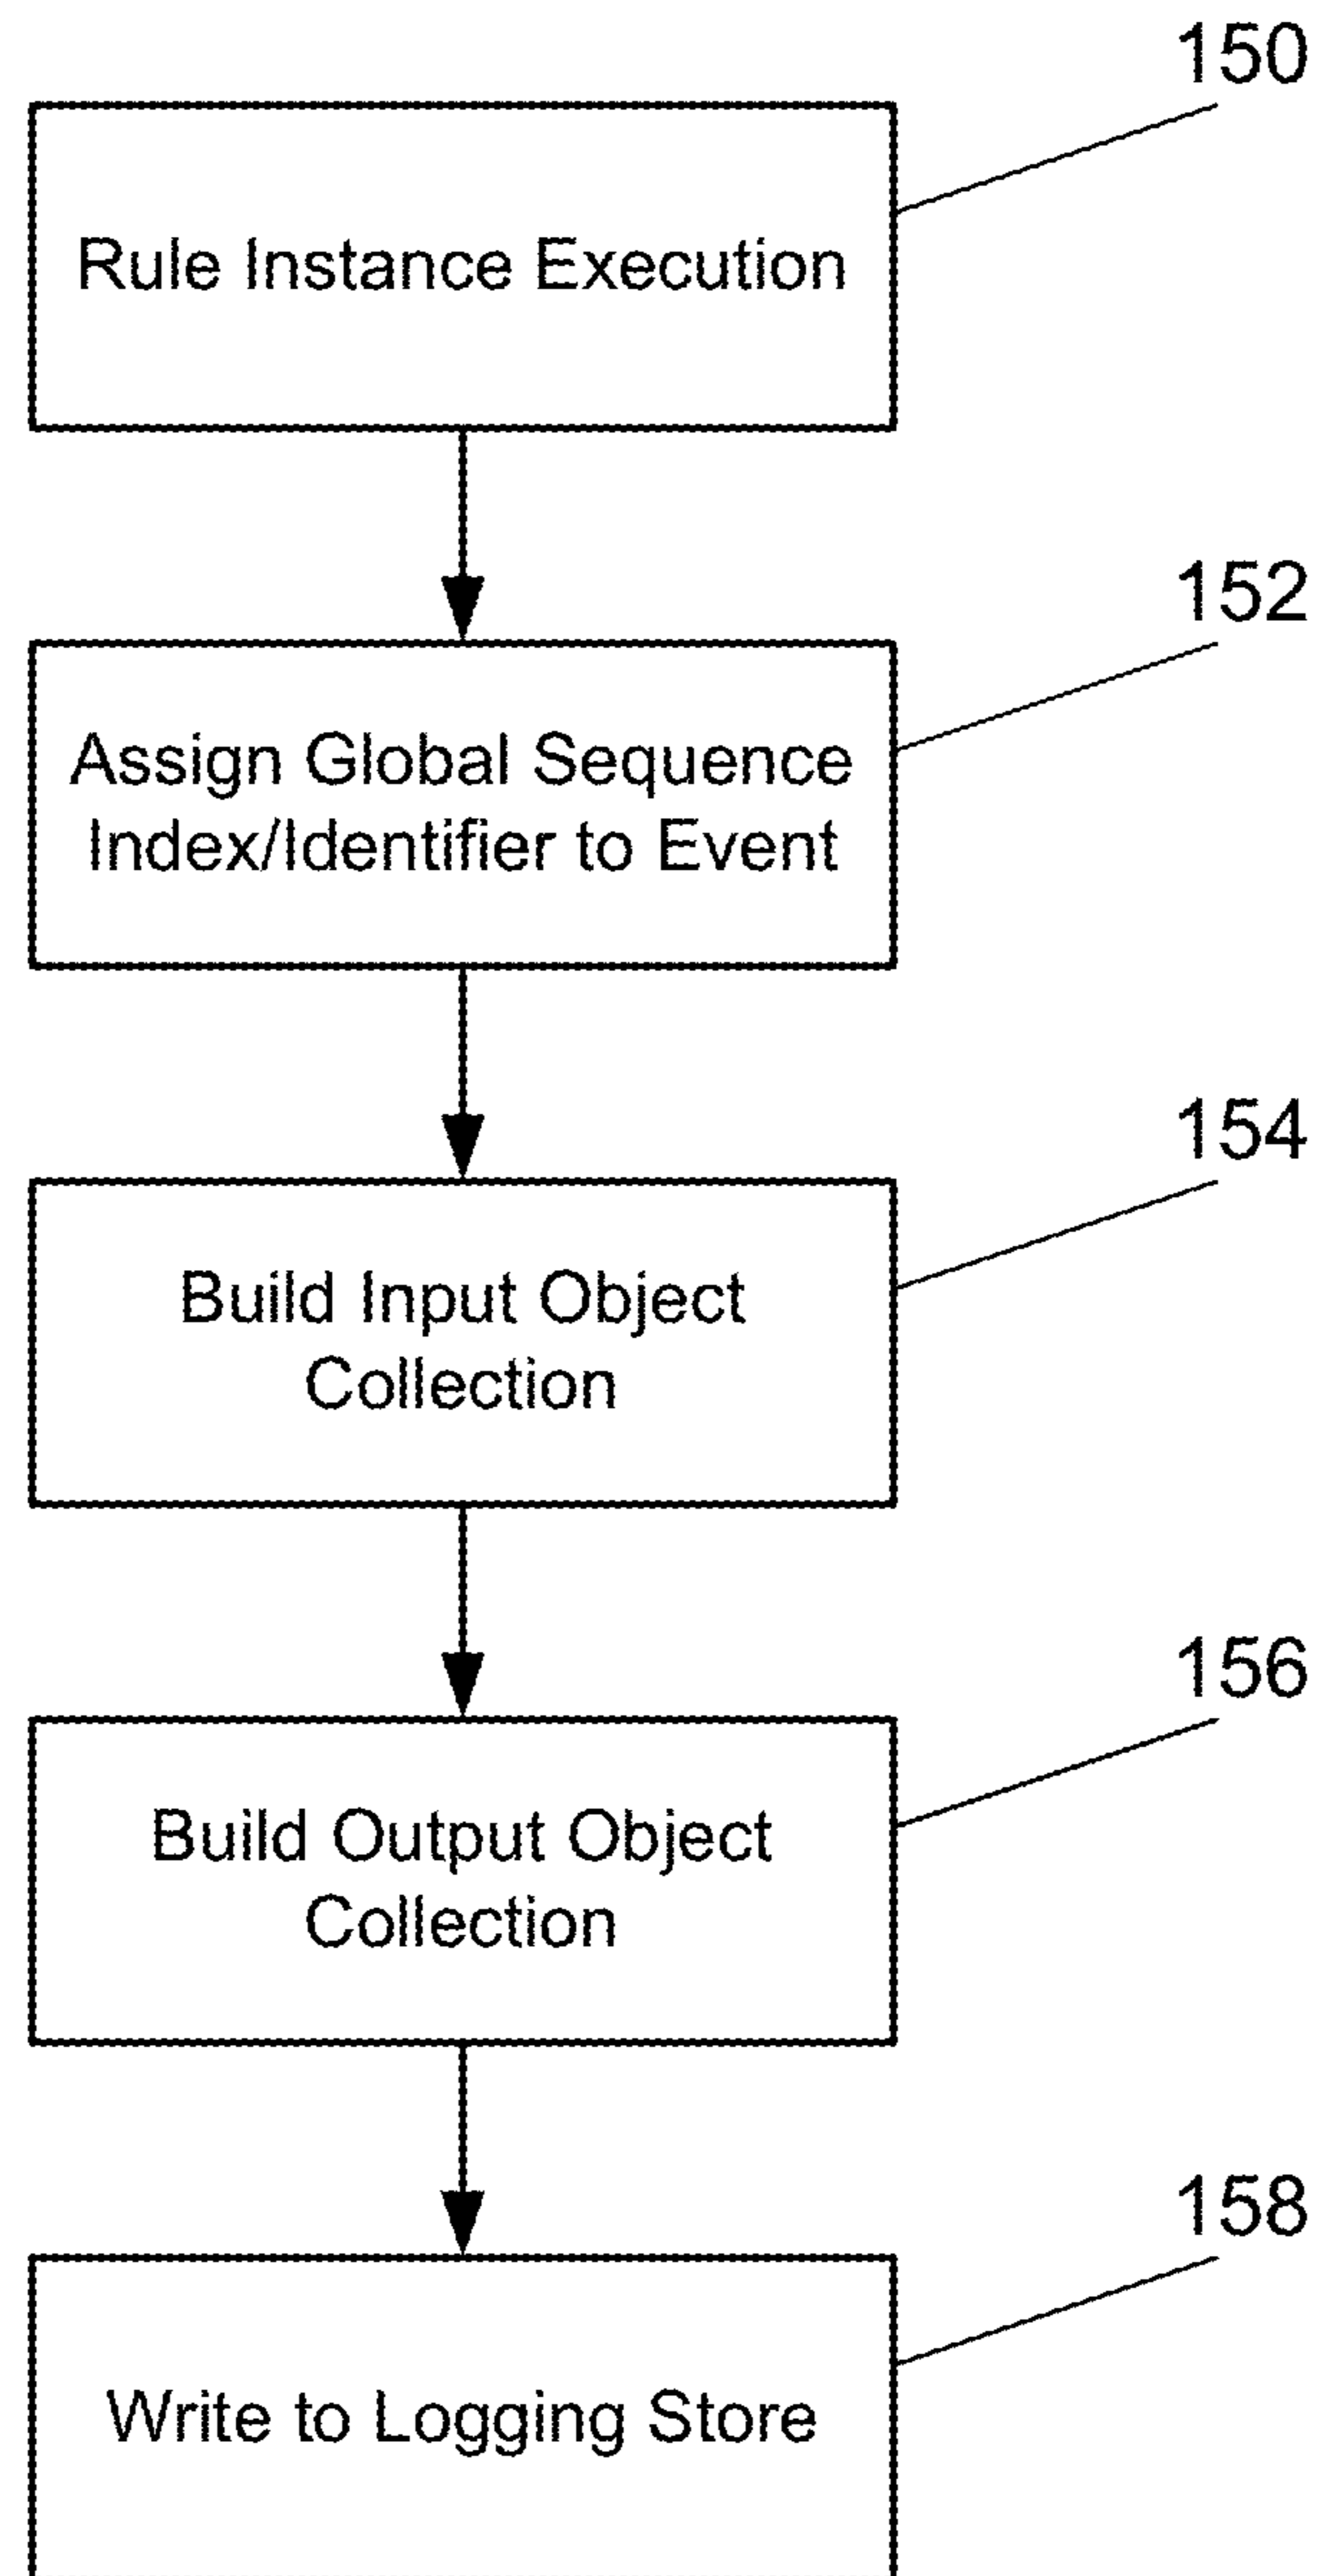 150
Rule Instance Execution
152
Assign Global Sequence
Index/Identifier to Event
154
Build Input Object
Collection
156
Build Output Object
Collection
158
Write to Logging Store